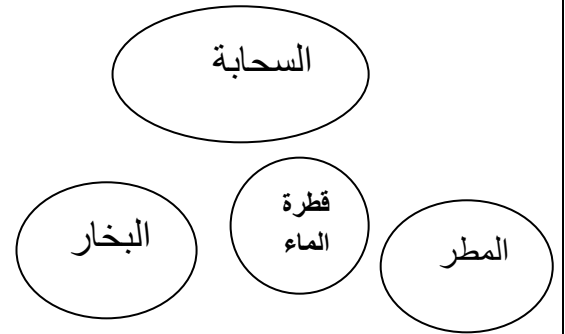 السحابة
قطرة
الماء
المطر
البخار